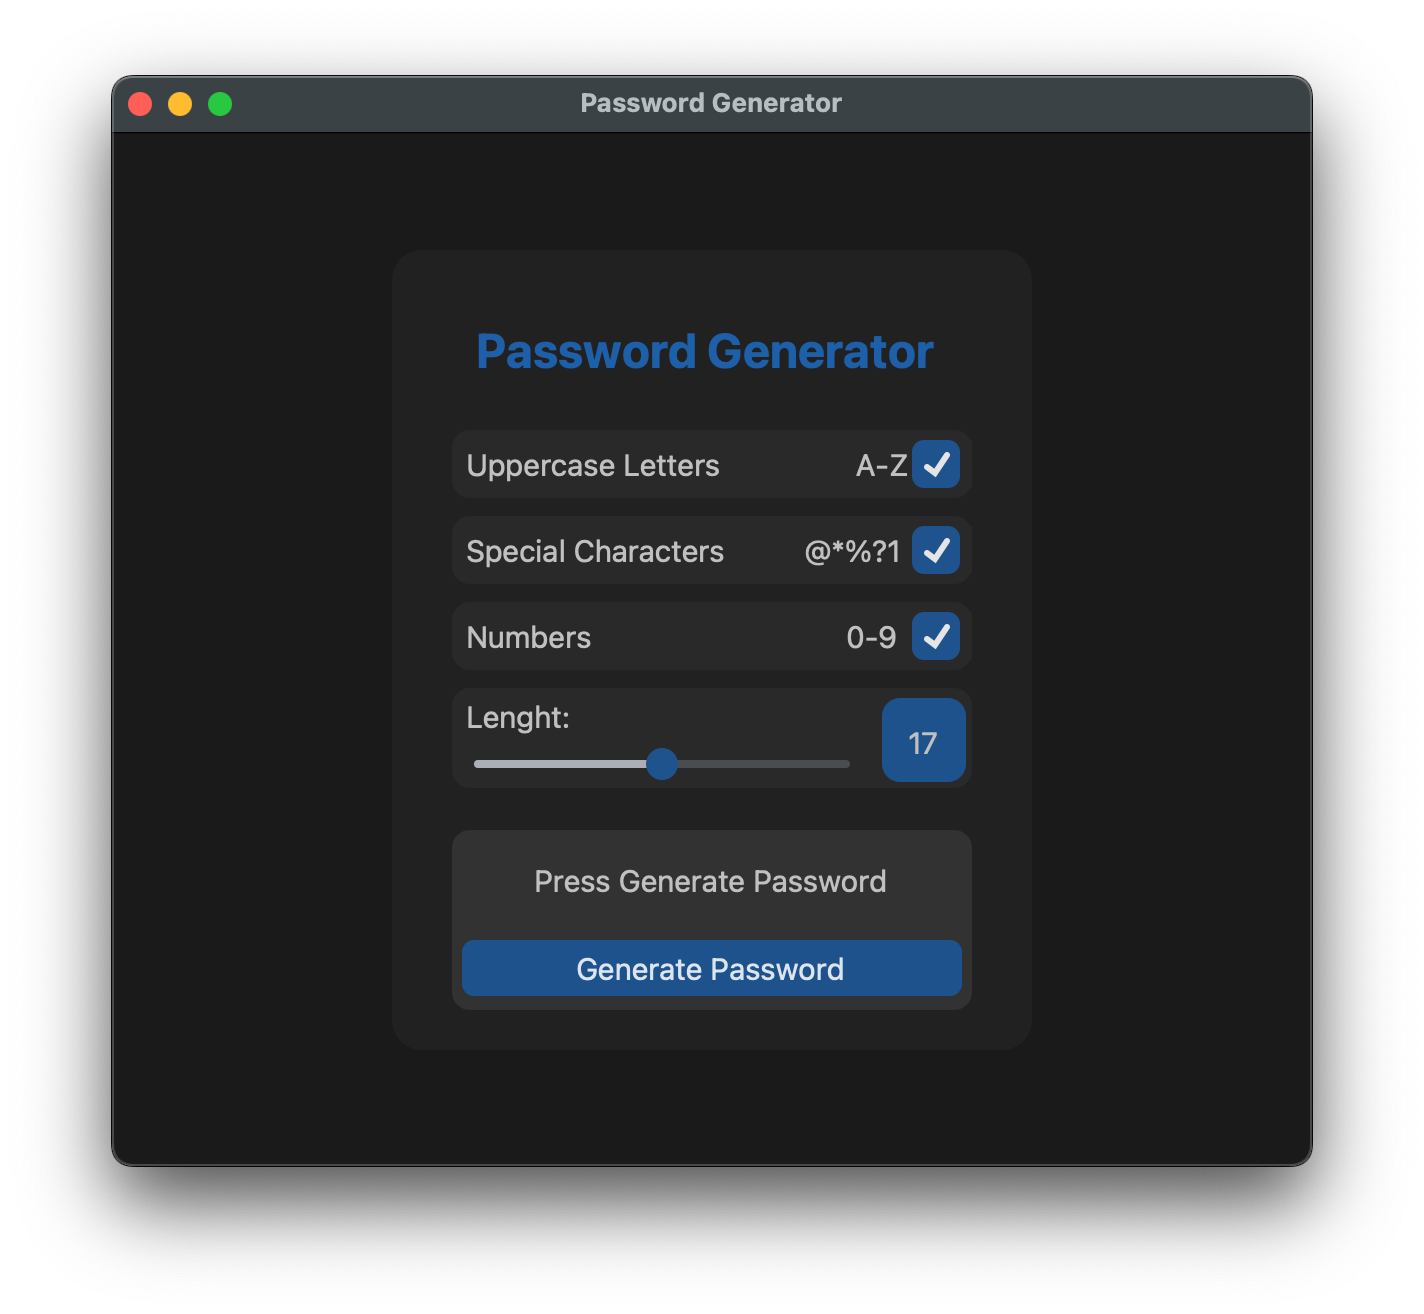 Password Generator
Password Generator
Uppercase Letters A-Z
Special Characters @*%?1
Numbers 0-9
Lenght:
17
Press Generate Password
Generate Password